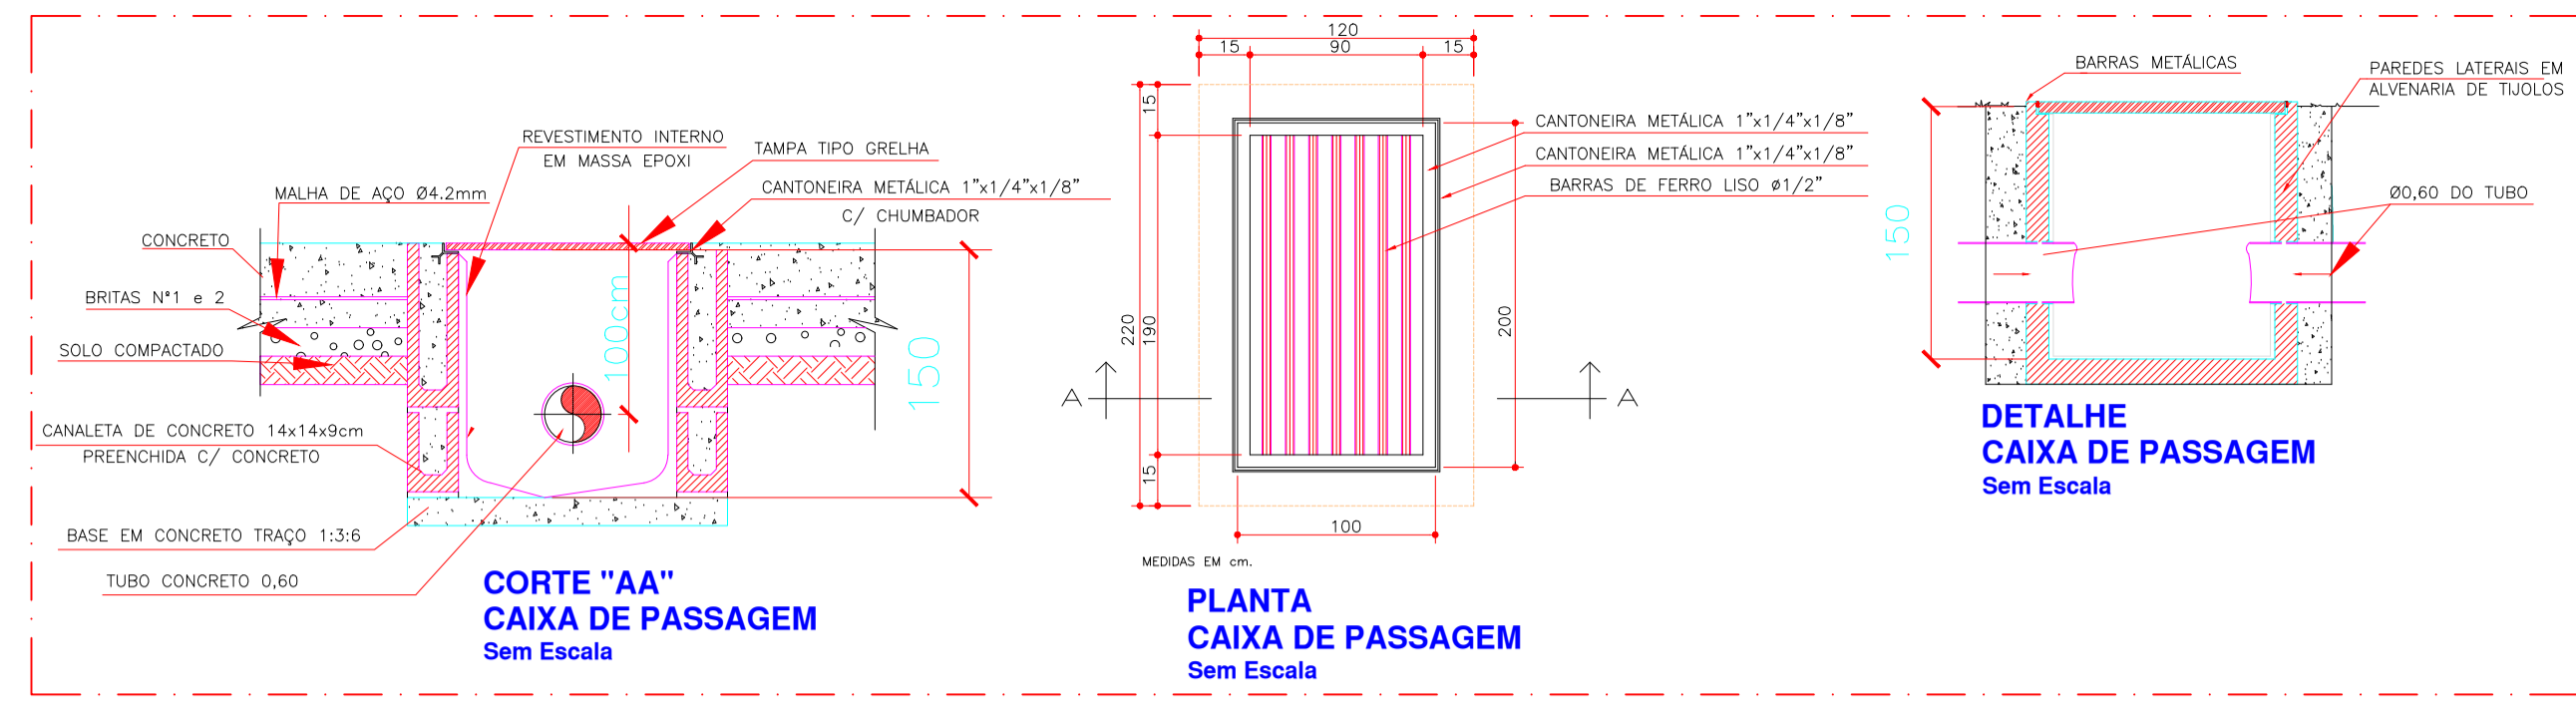 REVESTIMENTO INTERNO
EM MASSA EPOXI
TAMPA TIPO GRELHA
CANTONEIRA METÁLICA 1"x1/4"x1/8"
C/ CHUMBADOR
MALHA DE AÇO Ø4.2mm
CONCRETO
BRITAS Nº1 e 2
SOLO COMPACTADO
CANALETA DE CONCRETO 14x14x9cm
PREENCHIDA C/ CONCRETO
BASE EM CONCRETO TRAÇO 1:3:6
TUBO CONCRETO 0,60
100cm
150
CORTE "AA"
CAIXA DE PASSAGEM
Sem Escala
120
15
90
15
15
220
190
15
200
100
A
A
CANTONEIRA METÁLICA 1"x1/4"x1/8"
CANTONEIRA METÁLICA 1"x1/4"x1/8"
BARRAS DE FERRO LISO Ø1/2"
MEDIDAS EM cm.
PLANTA
CAIXA DE PASSAGEM
Sem Escala
BARRAS METÁLICAS
PAREDES LATERAIS EM
ALVENARIA DE TIJOLOS
Ø0,60 DO TUBO
150
DETALHE
CAIXA DE PASSAGEM
Sem Escala